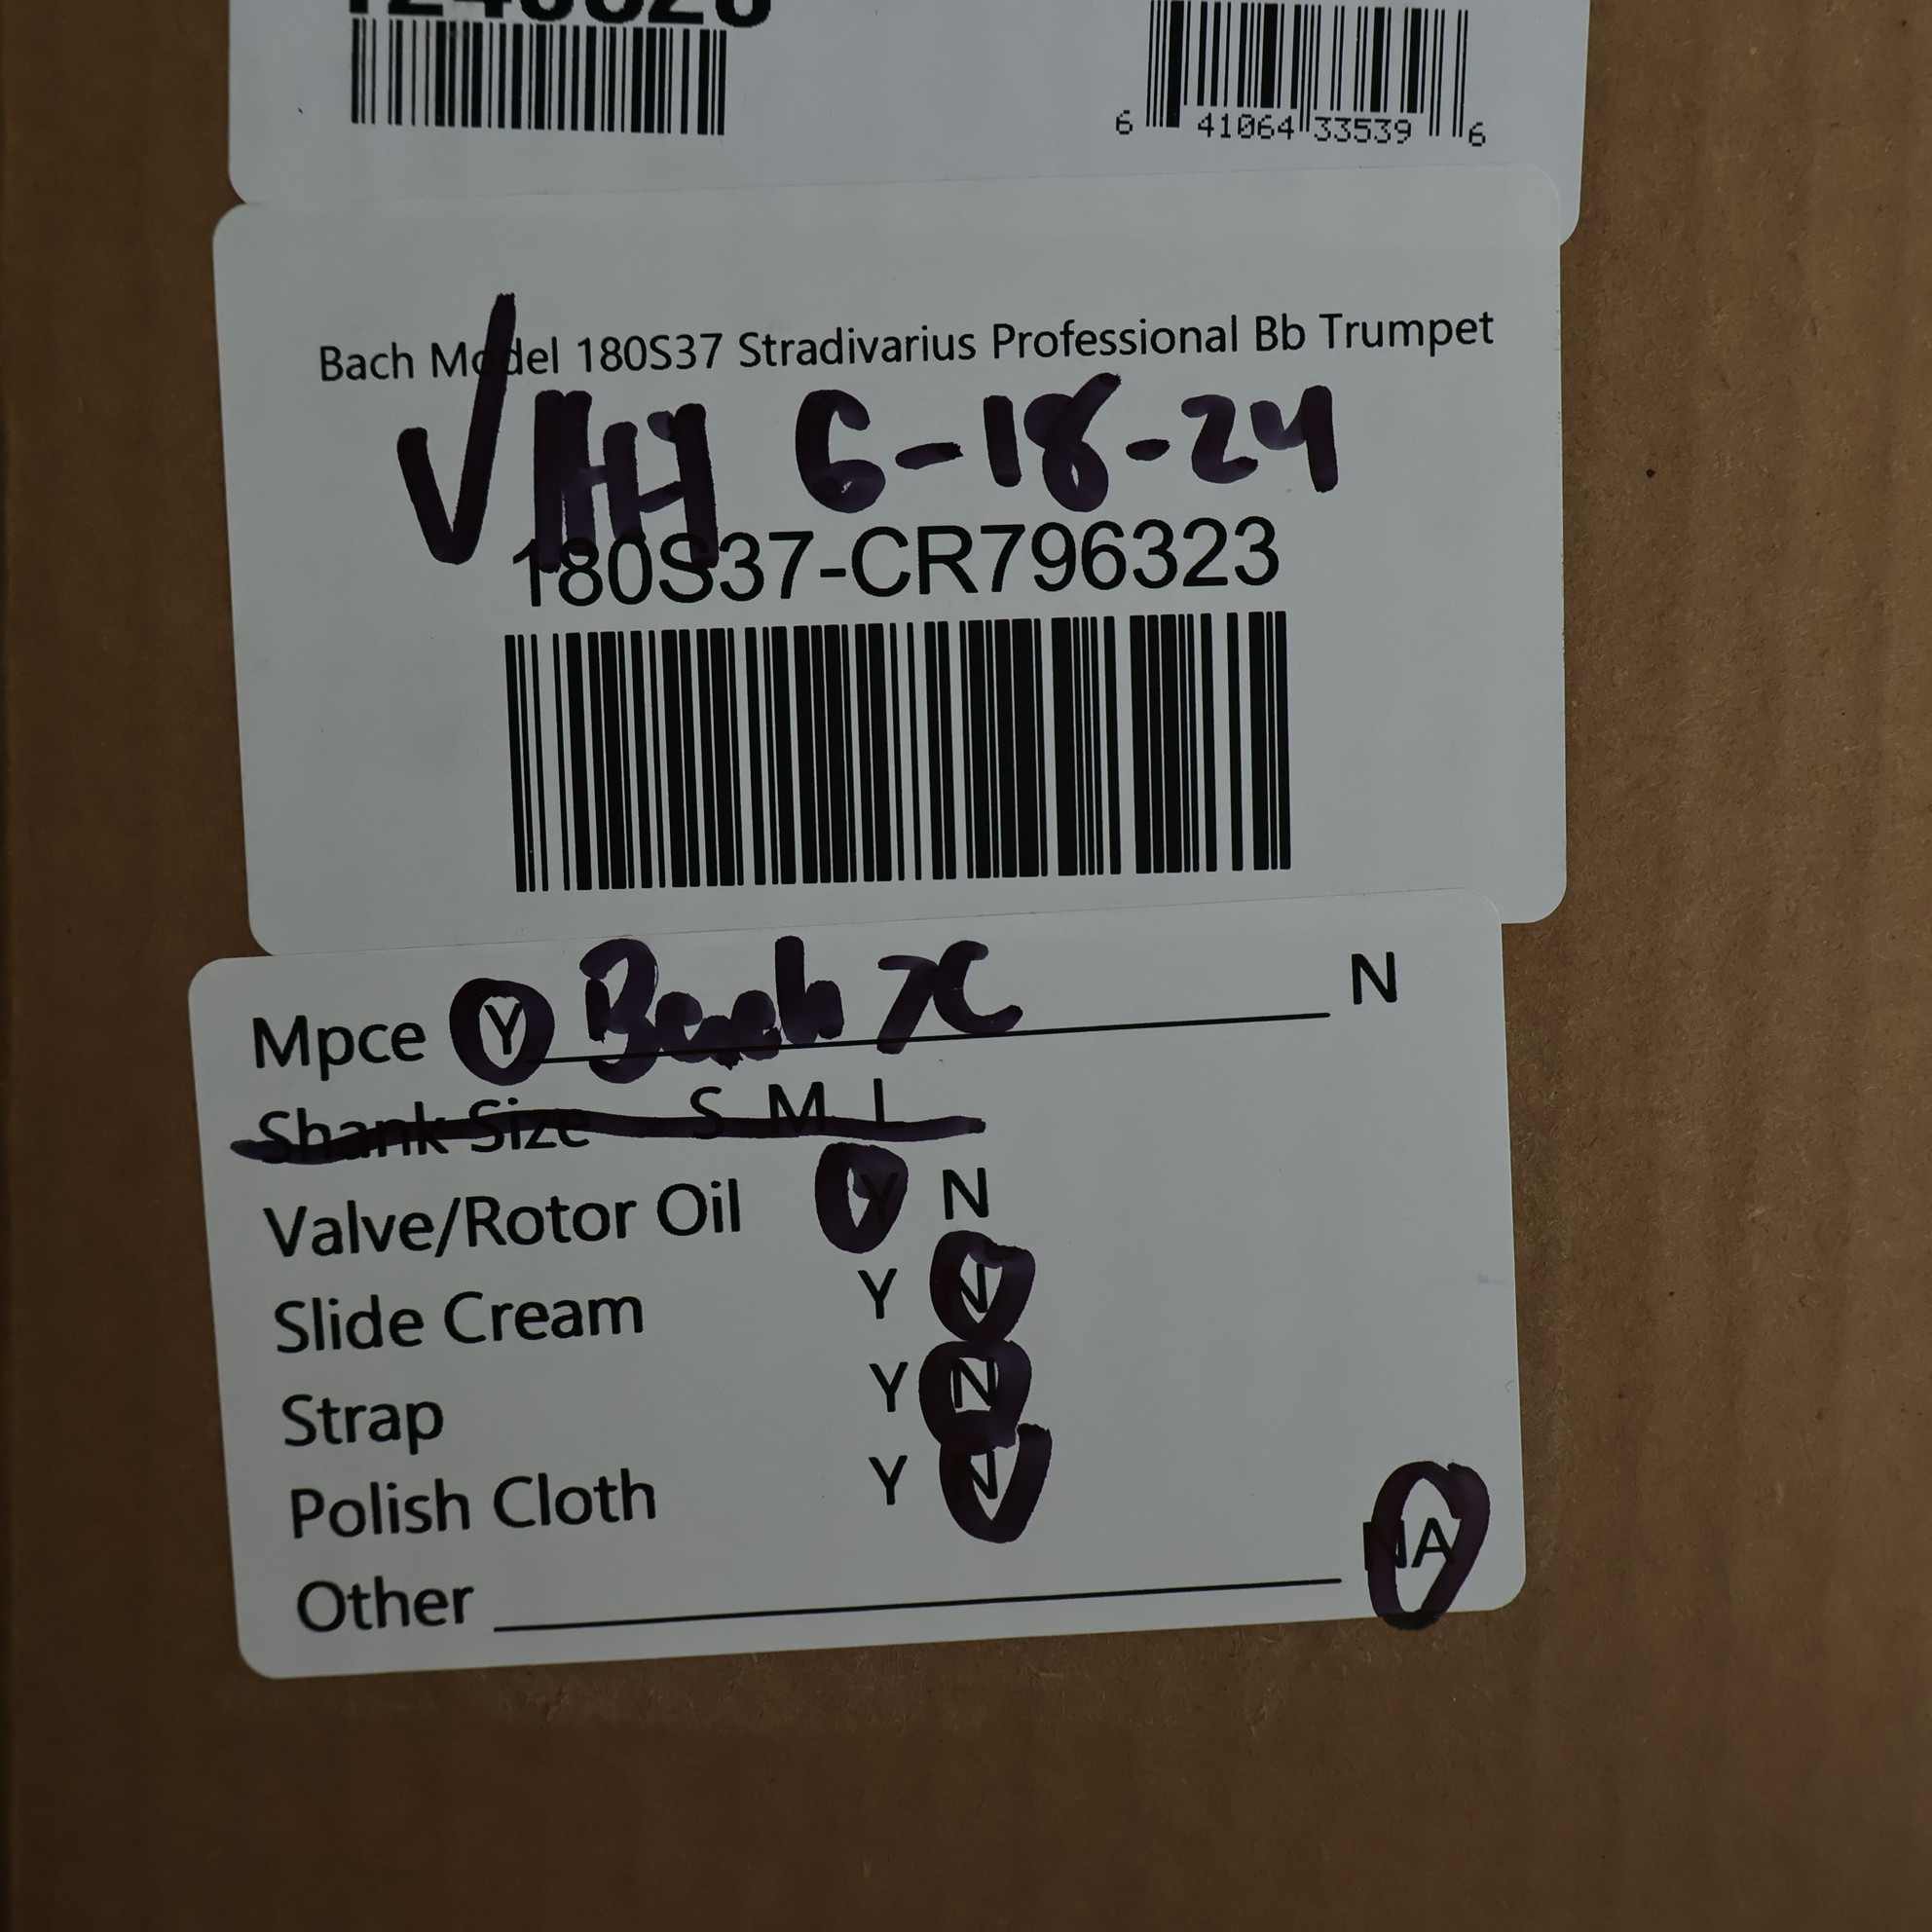 6 41064 33539 6
Bach Model 180S37 Stradivarius Professional Bb Trumpet
✓ HH 6-18-24
180S37-CR796323
Mpce Y Bach 7C N
Shank Size S M L
Valve/Rotor Oil Y N
Slide Cream Y N
Strap Y N
Polish Cloth Y N
Other NA